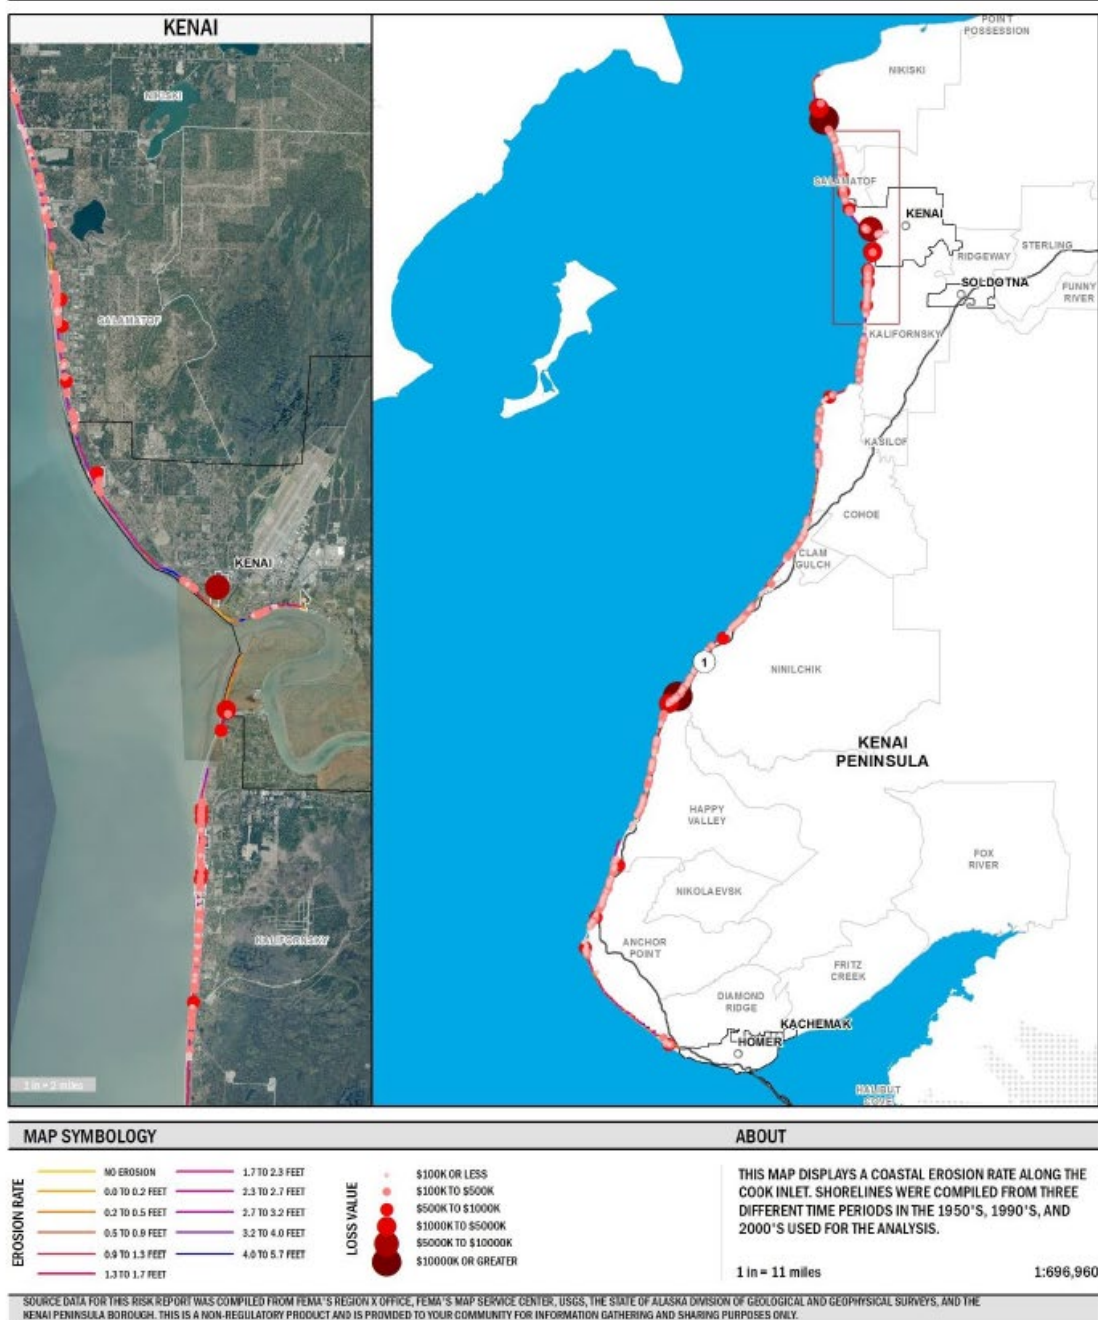 KENAI
NIKISKI
SALAMATOF
KENAI
KALIFORNSKY
1 in = 2 miles
POINT
POSSESSION
NIKISKI
SALAMATOF
KENAI
RIDGEWAY
STERLING
SOLDOTNA
FUNNY
RIVER
KALIFORNSKY
KASILOF
COHOE
CLAM
GULCH
1
NINILCHIK
KENAI
PENINSULA
HAPPY
VALLEY
FOX
RIVER
NIKOLAEVSK
ANCHOR
POINT
FRITZ
CREEK
DIAMOND
RIDGE
KACHEMAK
HOMER
HALIBUT
COVE
MAP SYMBOLOGY
EROSION RATE
NO EROSION
0.0 TO 0.2 FEET
0.2 TO 0.5 FEET
0.5 TO 0.9 FEET
0.9 TO 1.3 FEET
1.3 TO 1.7 FEET
1.7 TO 2.3 FEET
2.3 TO 2.7 FEET
2.7 TO 3.2 FEET
3.2 TO 4.0 FEET
4.0 TO 5.7 FEET
LOSS VALUE
$100K OR LESS
$100K TO $500K
$500K TO $1000K
$1000K TO $5000K
$5000K TO $10000K
$10000K OR GREATER
ABOUT
THIS MAP DISPLAYS A COASTAL EROSION RATE ALONG THE
COOK INLET. SHORELINES WERE COMPILED FROM THREE
DIFFERENT TIME PERIODS IN THE 1950'S, 1990'S, AND
2000'S USED FOR THE ANALYSIS.
1 in = 11 miles
1:696,960
SOURCE DATA FOR THIS RISK REPORT WAS COMPILED FROM FEMA'S REGION X OFFICE, FEMA'S MAP SERVICE CENTER, USGS, THE STATE OF ALASKA DIVISION OF GEOLOGICAL AND GEOPHYSICAL SURVEYS, AND THE
KENAI PENINSULA BOROUGH. THIS IS A NON-REGULATORY PRODUCT AND IS PROVIDED TO YOUR COMMUNITY FOR INFORMATION GATHERING AND SHARING PURPOSES ONLY.